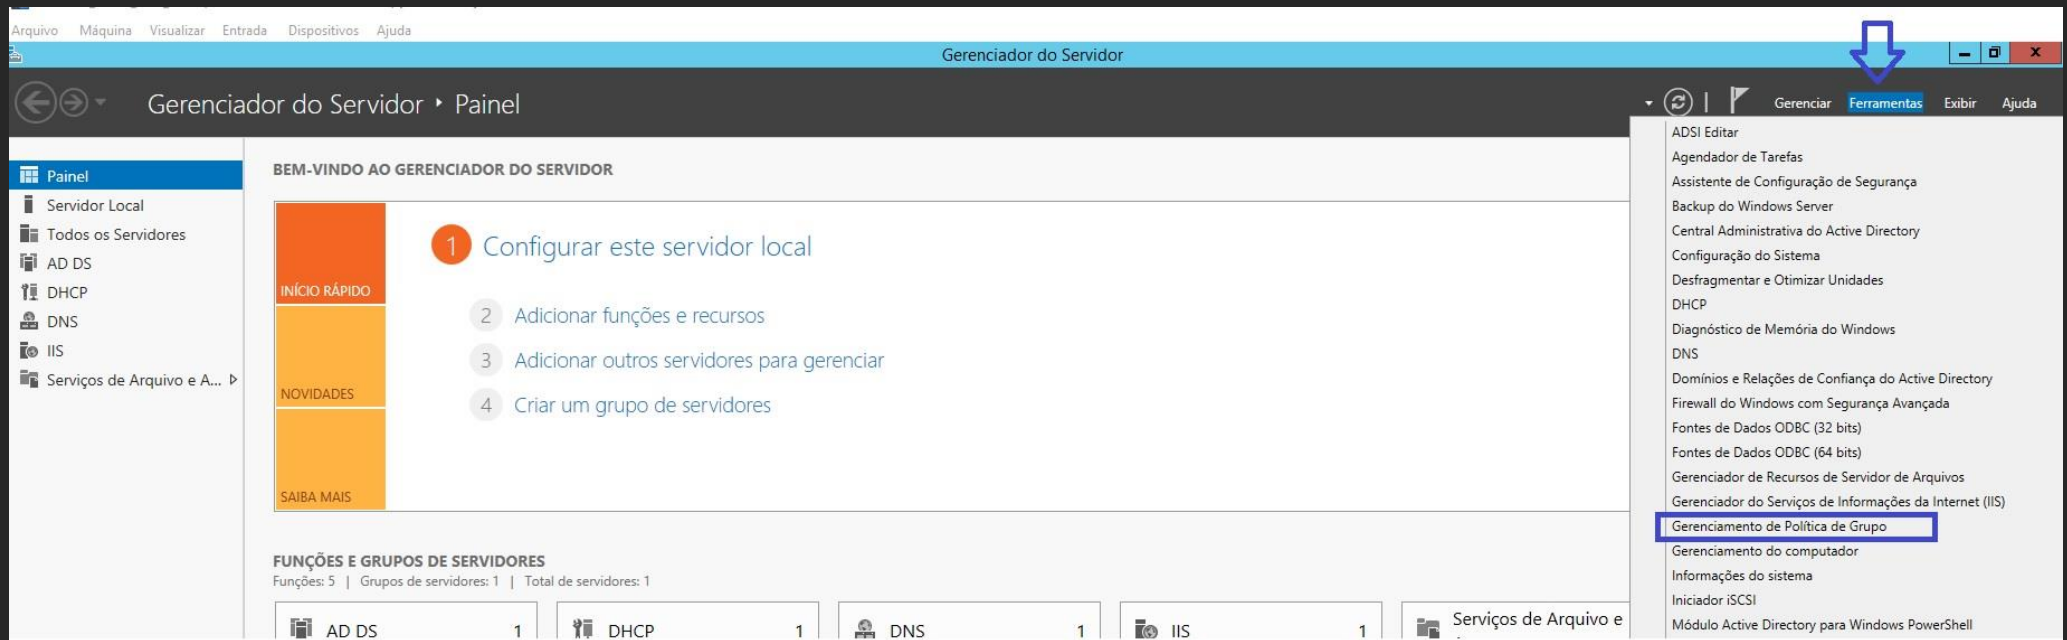 Arquivo Máquina Visualizar Entrada Dispositivos Ajuda
Gerenciador do Servidor
Gerenciador do Servidor Painel
Gerenciar Ferramentas Exibir Ajuda
Painel
Servidor Local
Todos os Servidores
AD DS
DHCP
DNS
IIS
Serviços de Arquivo e A...
BEM-VINDO AO GERENCIADOR DO SERVIDOR
INÍCIO RÁPIDO
NOVIDADES
SAIBA MAIS
1 Configurar este servidor local
2 Adicionar funções e recursos
3 Adicionar outros servidores para gerenciar
4 Criar um grupo de servidores
FUNÇÕES E GRUPOS DE SERVIDORES
Funções: 5 | Grupos de servidores: 1 | Total de servidores: 1
AD DS 1
DHCP 1
DNS 1
IIS 1
Serviços de Arquivo e
ADSI Editar
Agendador de Tarefas
Assistente de Configuração de Segurança
Backup do Windows Server
Central Administrativa do Active Directory
Configuração do Sistema
Desfragmentar e Otimizar Unidades
DHCP
Diagnóstico de Memória do Windows
DNS
Domínios e Relações de Confiança do Active Directory
Firewall do Windows com Segurança Avançada
Fontes de Dados ODBC (32 bits)
Fontes de Dados ODBC (64 bits)
Gerenciador de Recursos de Servidor de Arquivos
Gerenciador do Serviços de Informações da Internet (IIS)
Gerenciamento de Política de Grupo
Gerenciamento do computador
Informações do sistema
Iniciador iSCSI
Módulo Active Directory para Windows PowerShell